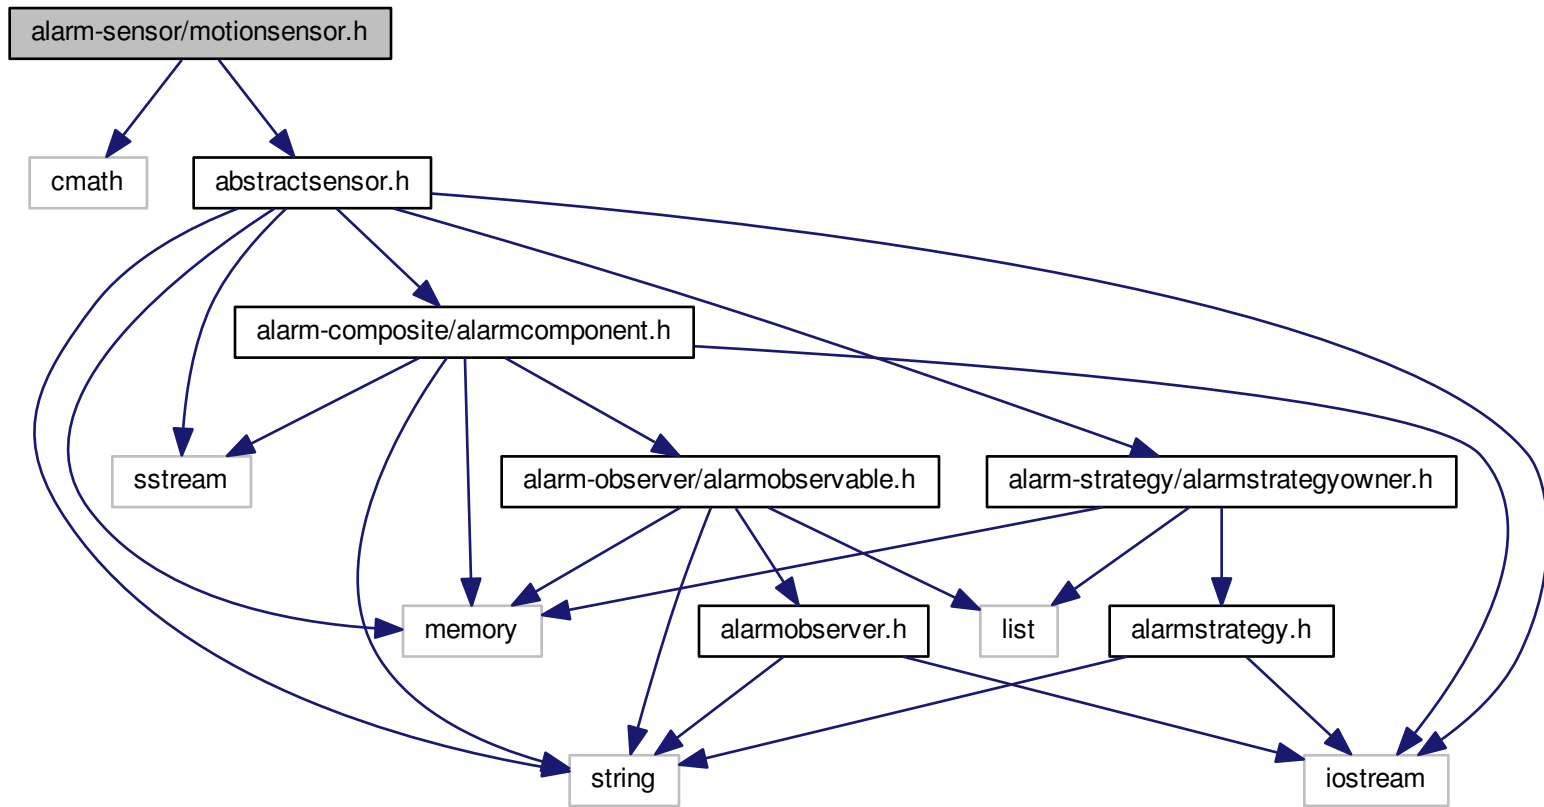 alarm-sensor/motionsensor.h
cmath
abstractsensor.h
alarm-composite/alarmcomponent.h
sstream
alarm-observer/alarmobservable.h
alarm-strategy/alarmstrategyowner.h
memory
alarmobserver.h
list
alarmstrategy.h
string
iostream